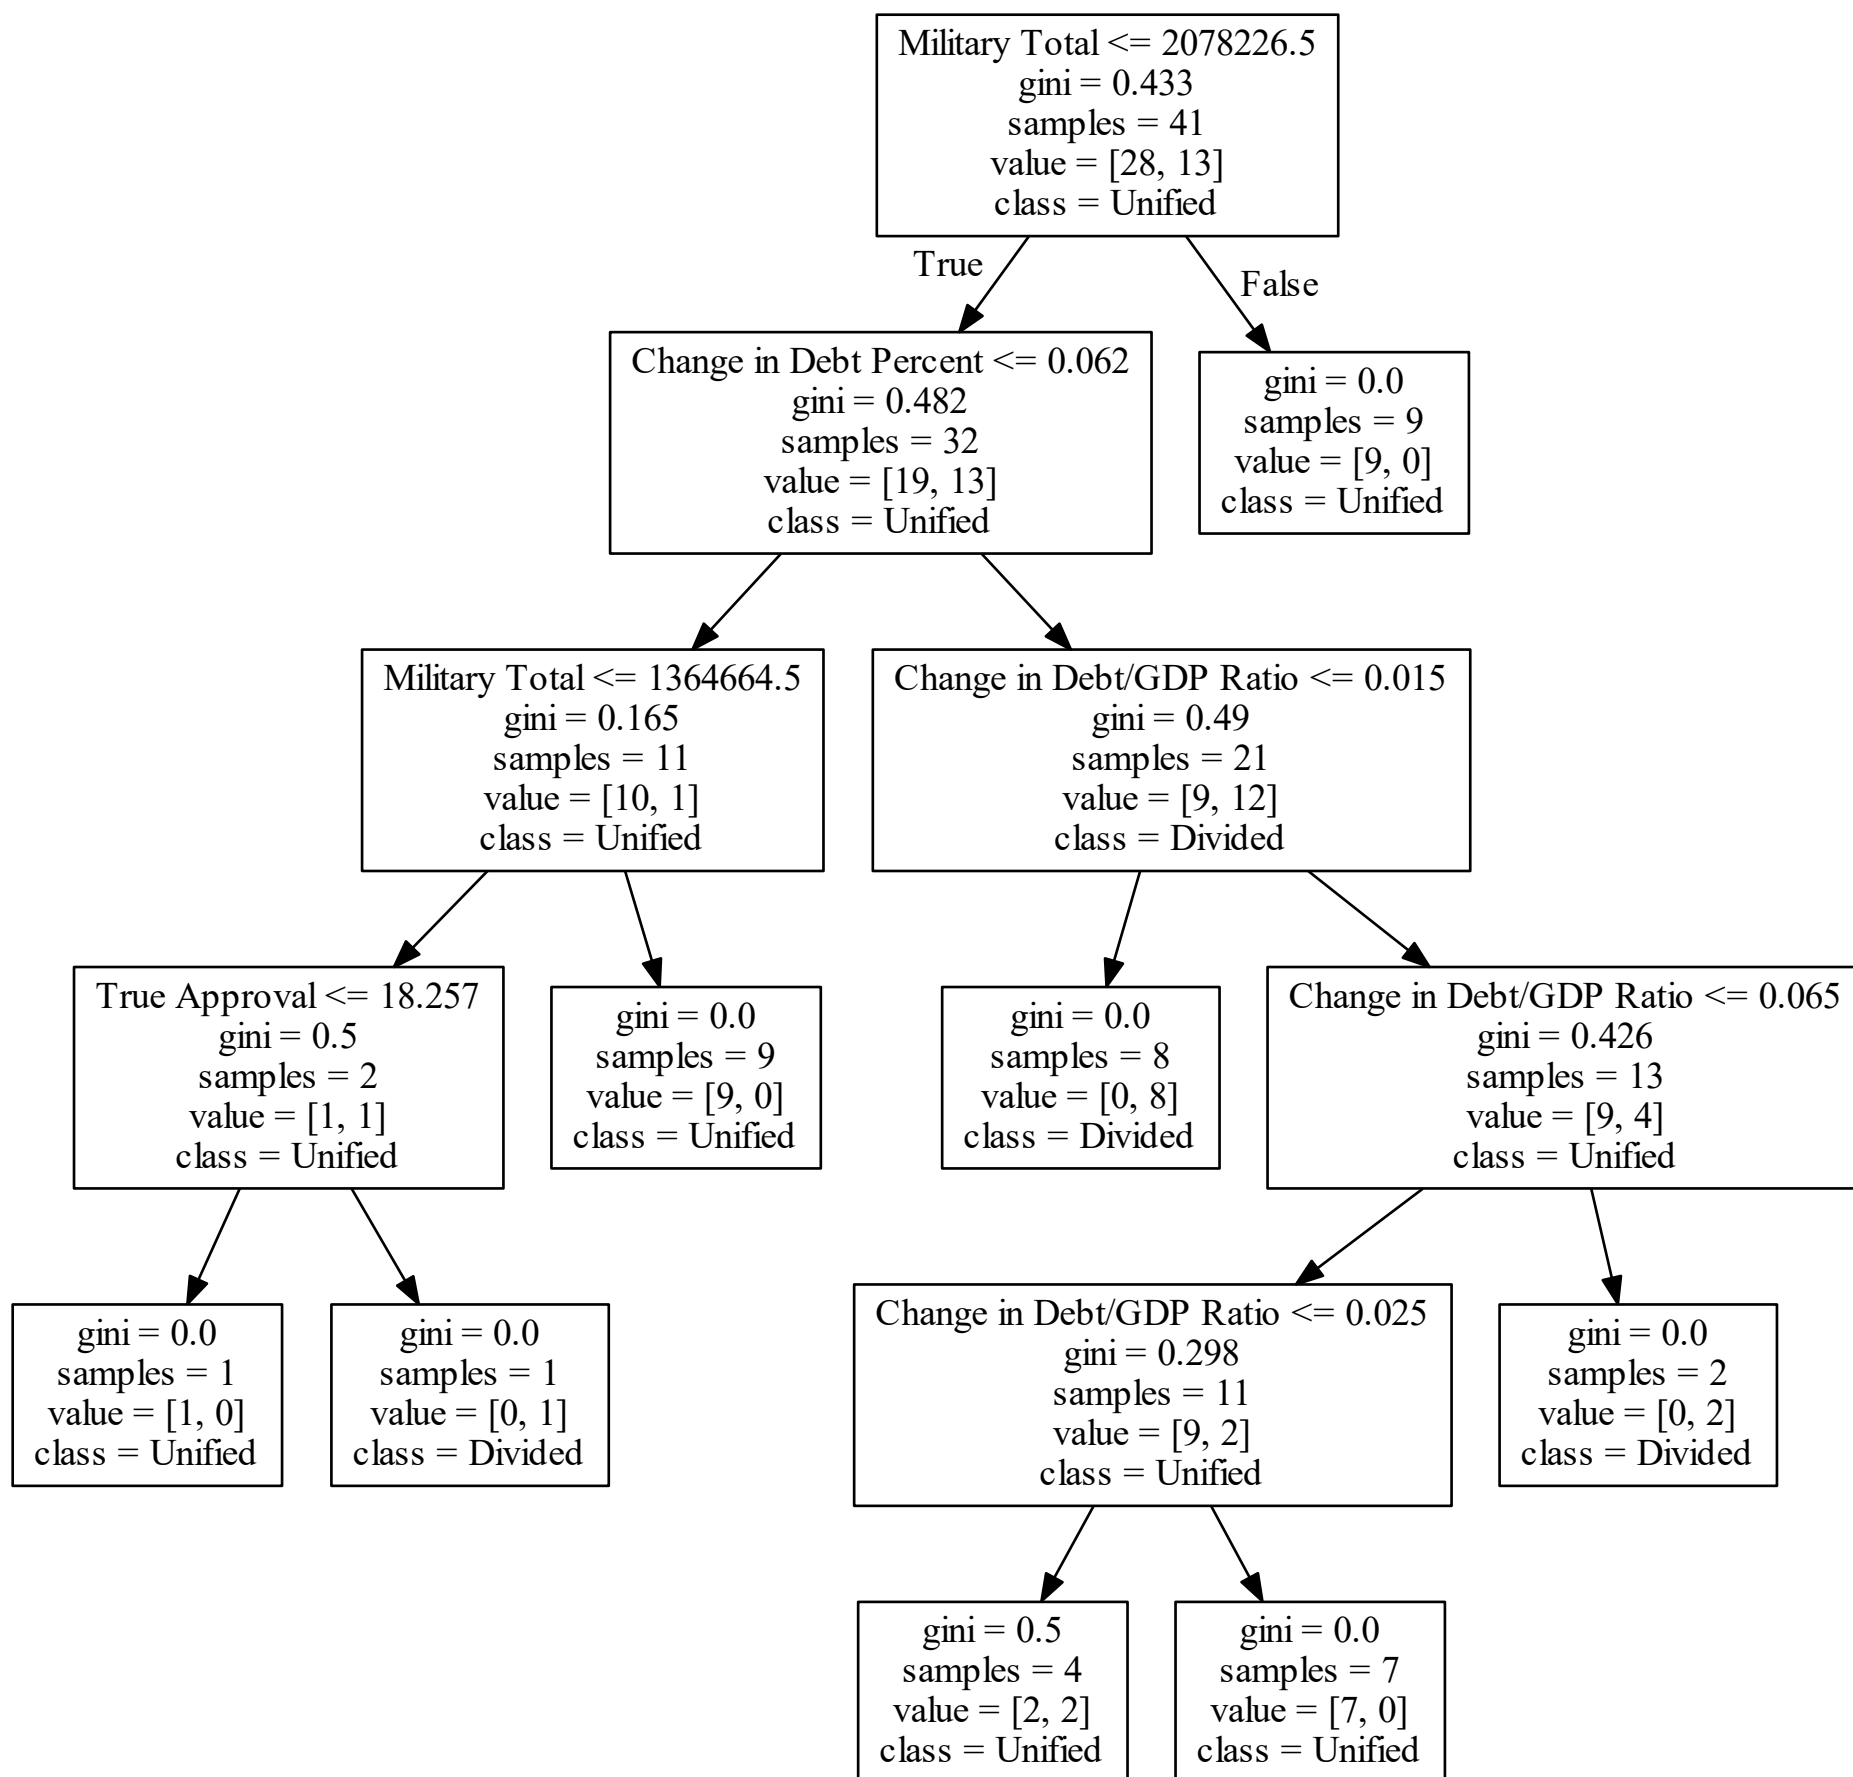 Military Total <= 2078226.5
gini = 0.433
samples = 41
value = [28, 13]
class = Unified
True
False
Change in Debt Percent <= 0.062
gini = 0.482
samples = 32
value = [19, 13]
class = Unified
gini = 0.0
samples = 9
value = [9, 0]
class = Unified
Military Total <= 1364664.5
gini = 0.165
samples = 11
value = [10, 1]
class = Unified
Change in Debt/GDP Ratio <= 0.015
gini = 0.49
samples = 21
value = [9, 12]
class = Divided
True Approval <= 18.257
gini = 0.5
samples = 2
value = [1, 1]
class = Unified
gini = 0.0
samples = 9
value = [9, 0]
class = Unified
gini = 0.0
samples = 8
value = [0, 8]
class = Divided
Change in Debt/GDP Ratio <= 0.065
gini = 0.426
samples = 13
value = [9, 4]
class = Unified
gini = 0.0
samples = 1
value = [1, 0]
class = Unified
gini = 0.0
samples = 1
value = [0, 1]
class = Divided
Change in Debt/GDP Ratio <= 0.025
gini = 0.298
samples = 11
value = [9, 2]
class = Unified
gini = 0.0
samples = 2
value = [0, 2]
class = Divided
gini = 0.5
samples = 4
value = [2, 2]
class = Unified
gini = 0.0
samples = 7
value = [7, 0]
class = Unified